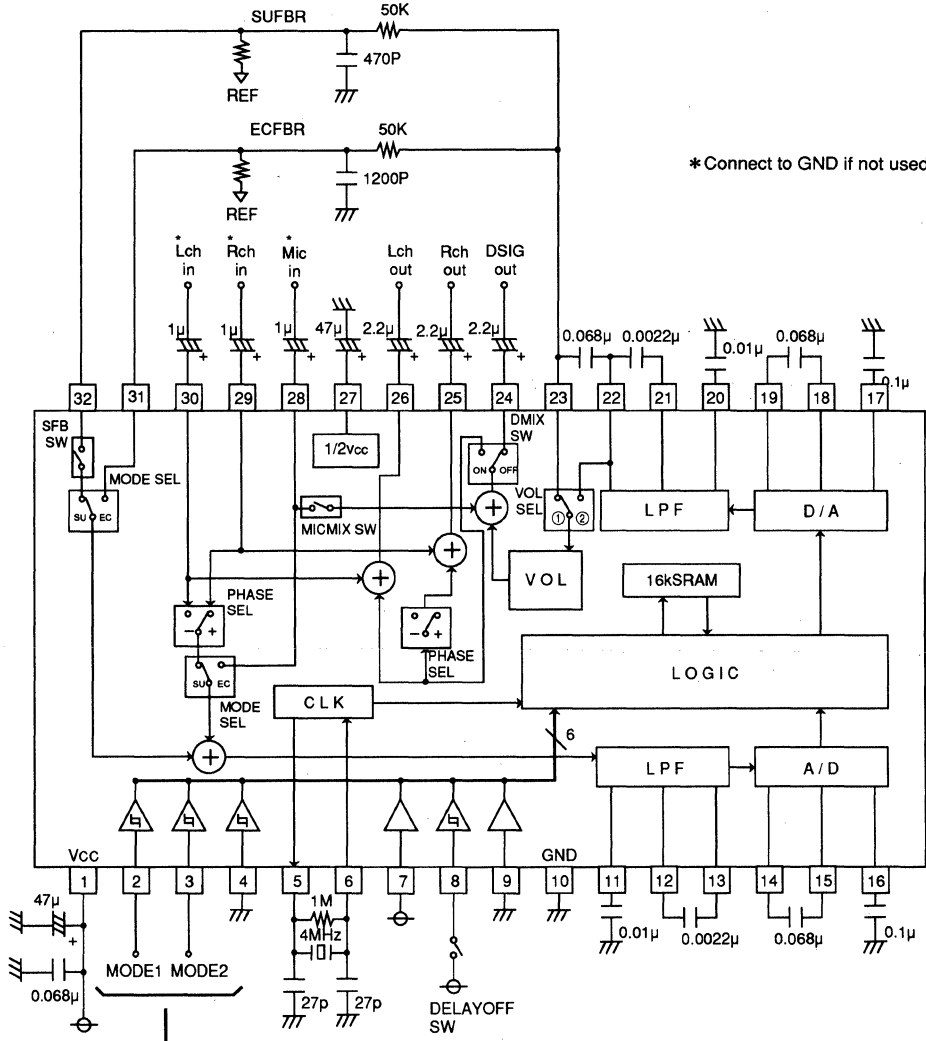 SUFBR
50K
470P
REF
ECFBR
50K
1200P
REF
*Connect to GND if not used
*Lch in
*Rch in
*Mic in
Lch out
Rch out
DSIG out
1µ
1µ
1µ
47µ
2.2µ
2.2µ
2.2µ
+
+
+
+
+
+
0.068µ
0.0022µ
0.01µ
0.068µ
0.1µ
32
31
30
29
28
27
26
25
24
23
22
21
20
19
18
17
SFB SW
MODE SEL
SU
EC
1/2vcc
DMIX SW
ON
OFF
MICMIX SW
+
VOL SEL
①
②
LPF
D/A
VOL
+
+
16kSRAM
PHASE SEL
-
+
-
+
PHASE SEL
LOGIC
SU
EC
MODE SEL
CLK
6
+
LPF
A/D
VCC
GND
1
2
3
4
5
6
7
8
9
10
11
12
13
14
15
16
47µ
+
0.068µ
MODE1
MODE2
1M
4MHz
27p
27p
DELAYOFF SW
0.01µ
0.0022µ
0.068µ
0.1µ